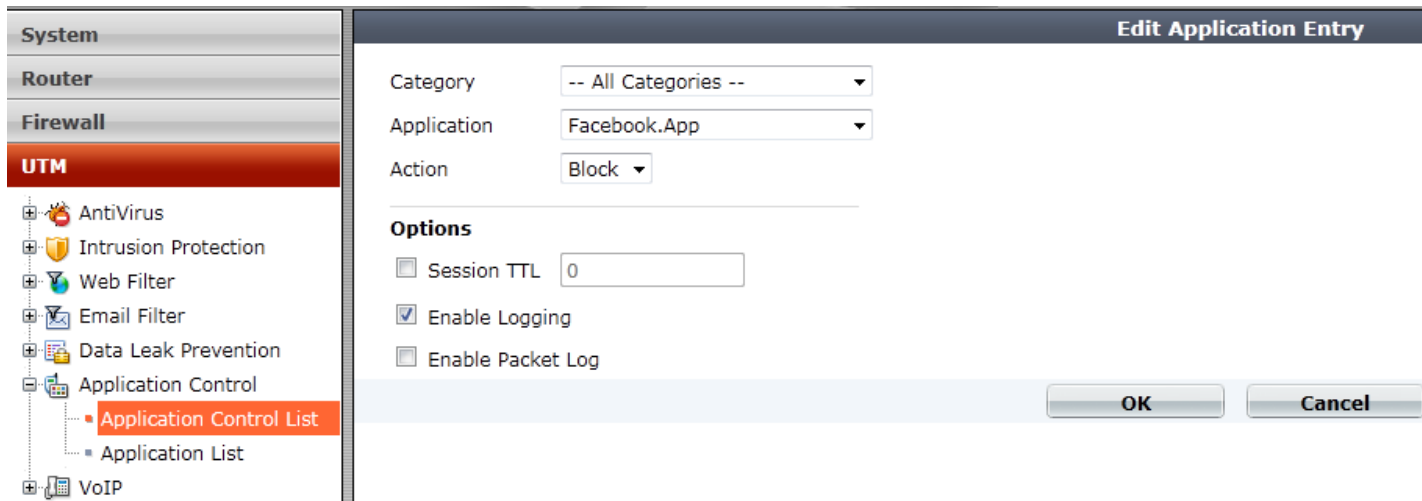 System
Router
Firewall
UTM
AntiVirus
Intrusion Protection
Web Filter
Email Filter
Data Leak Prevention
Application Control
Application Control List
Application List
VoIP
Edit Application Entry
Category -- All Categories --
Application Facebook.App
Action Block
Options
Session TTL 0
Enable Logging
Enable Packet Log
OK Cancel